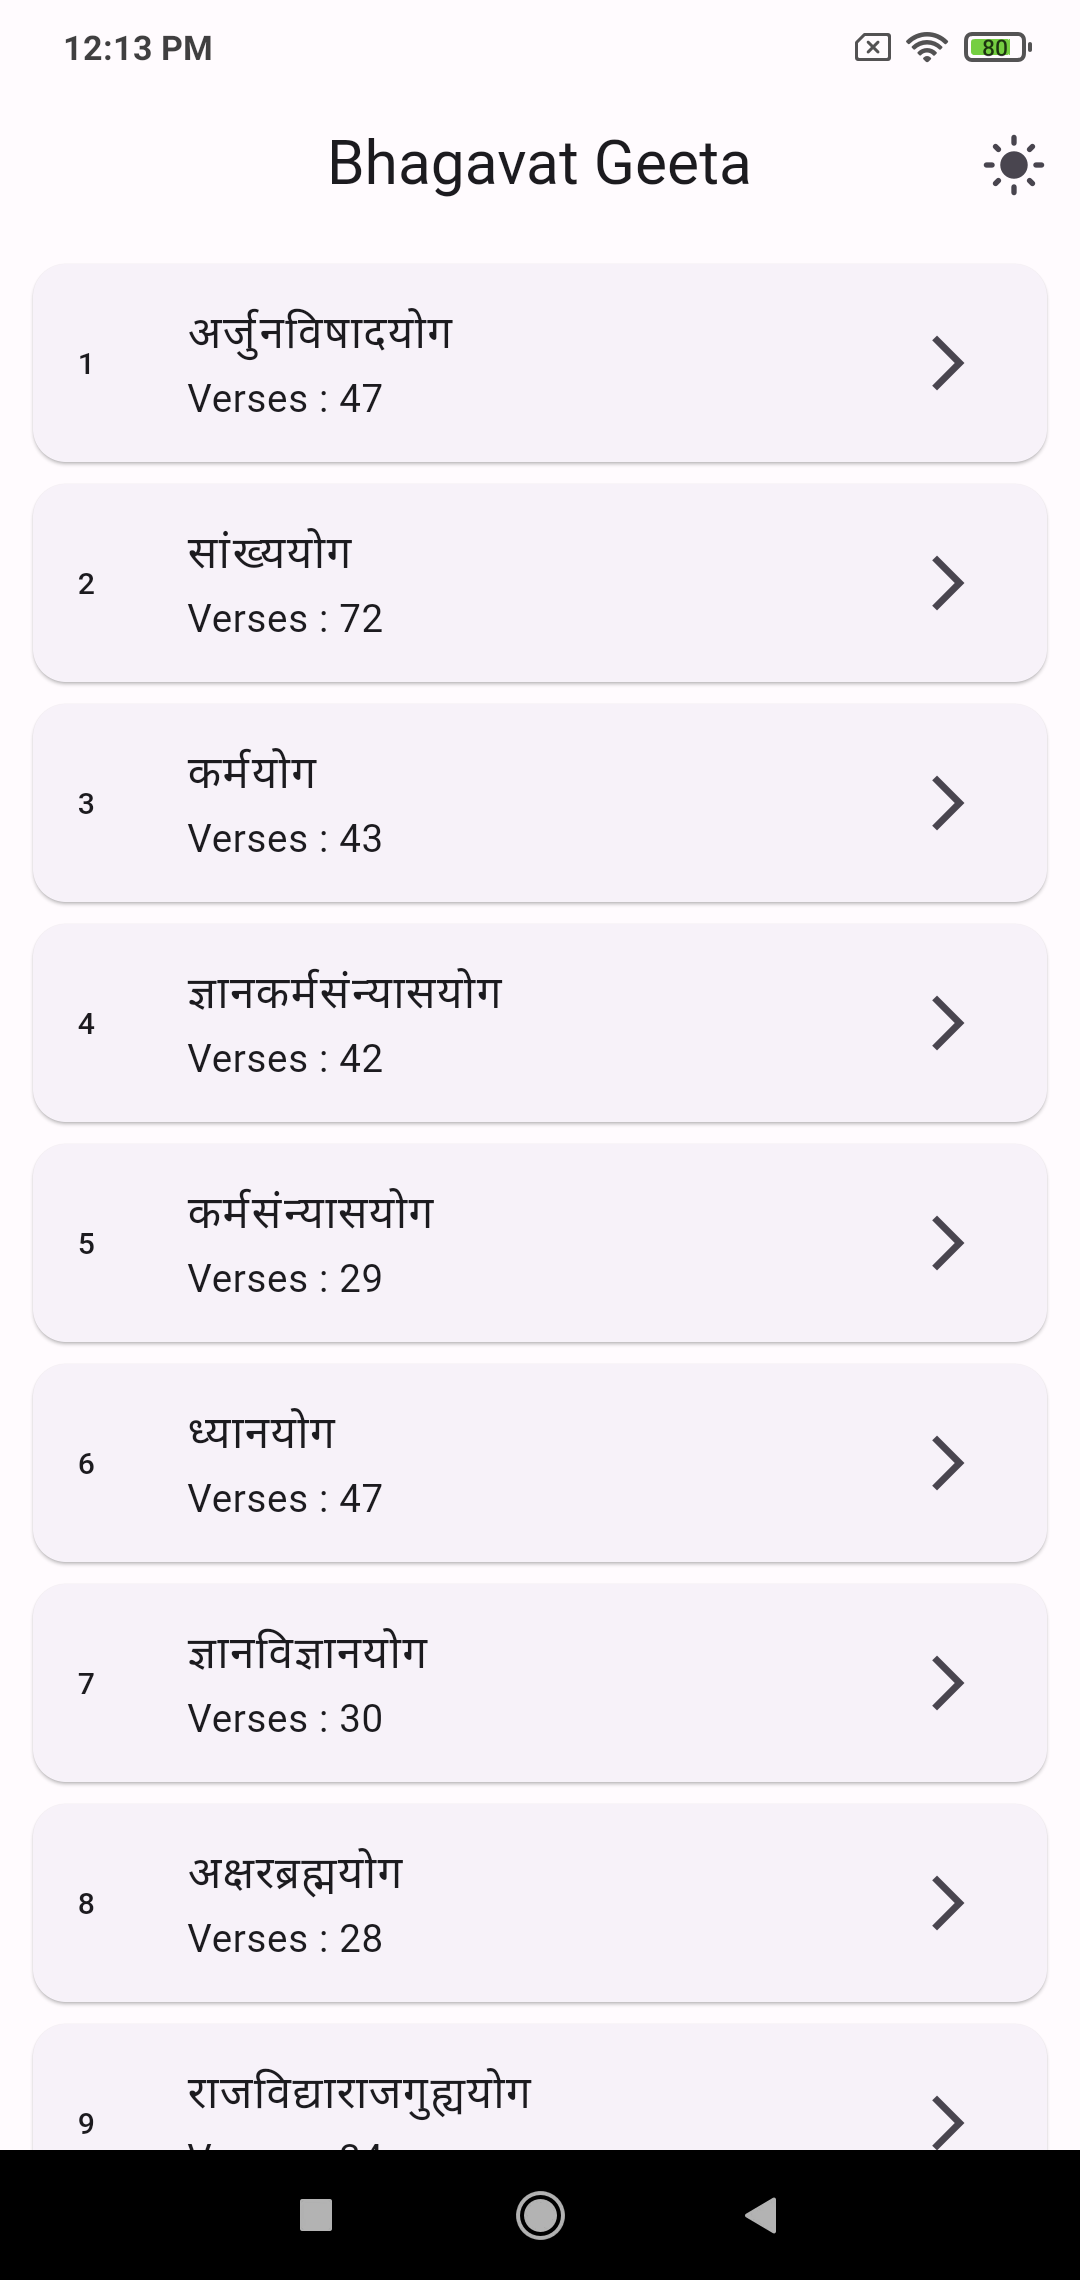 12:13 PM
80
Bhagavat Geeta
1
अर्जुनविषादयोग
Verses : 47
2
सांख्ययोग
Verses : 72
3
कर्मयोग
Verses : 43
4
ज्ञानकर्मसंन्यासयोग
Verses : 42
5
कर्मसंन्यासयोग
Verses : 29
6
ध्यानयोग
Verses : 47
7
ज्ञानविज्ञानयोग
Verses : 30
8
अक्षरब्रह्मयोग
Verses : 28
9
राजविद्याराजगुह्ययोग